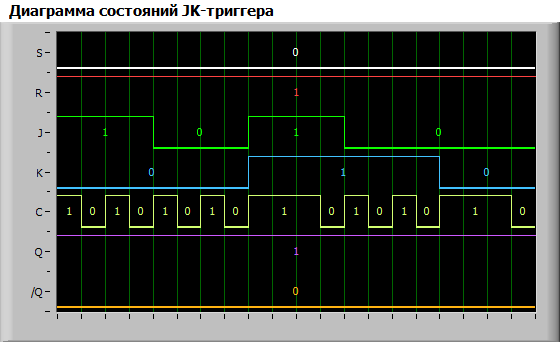 Диаграмма состояний JK-триггера
S 0
R 1
J 1 0 1 0
K 0 1 0
C 1 0 1 0 1 0 1 0 1 0 1 0 1 0 1 0
Q 1
/Q 0